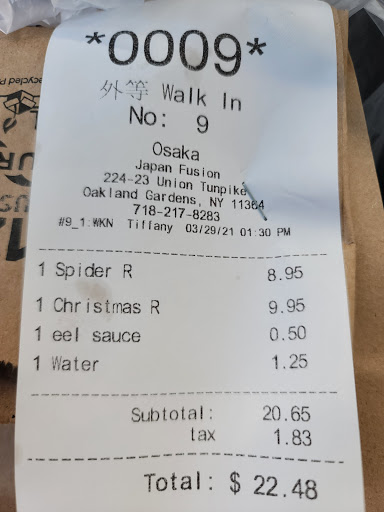 *0009*
外等 Walk In
No: 9
Osaka
Japan Fusion
224-23 Union Tunpike
Oakland Gardens, NY 11364
718-217-8283
#9_1:WKN Tiffany 03/29/21 01:30 PM
1 Spider R 8.95
1 Christmas R 9.95
1 eel sauce 0.50
1 Water 1.25
Subtotal: 20.65
tax 1.83
Total: $ 22.48